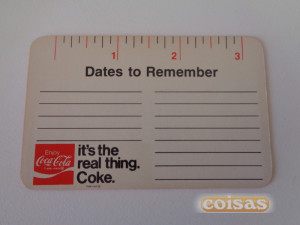 1 2 3
Dates to Remember
Enjoy
Coca-Cola
it's the
real thing.
Coke.
coisas